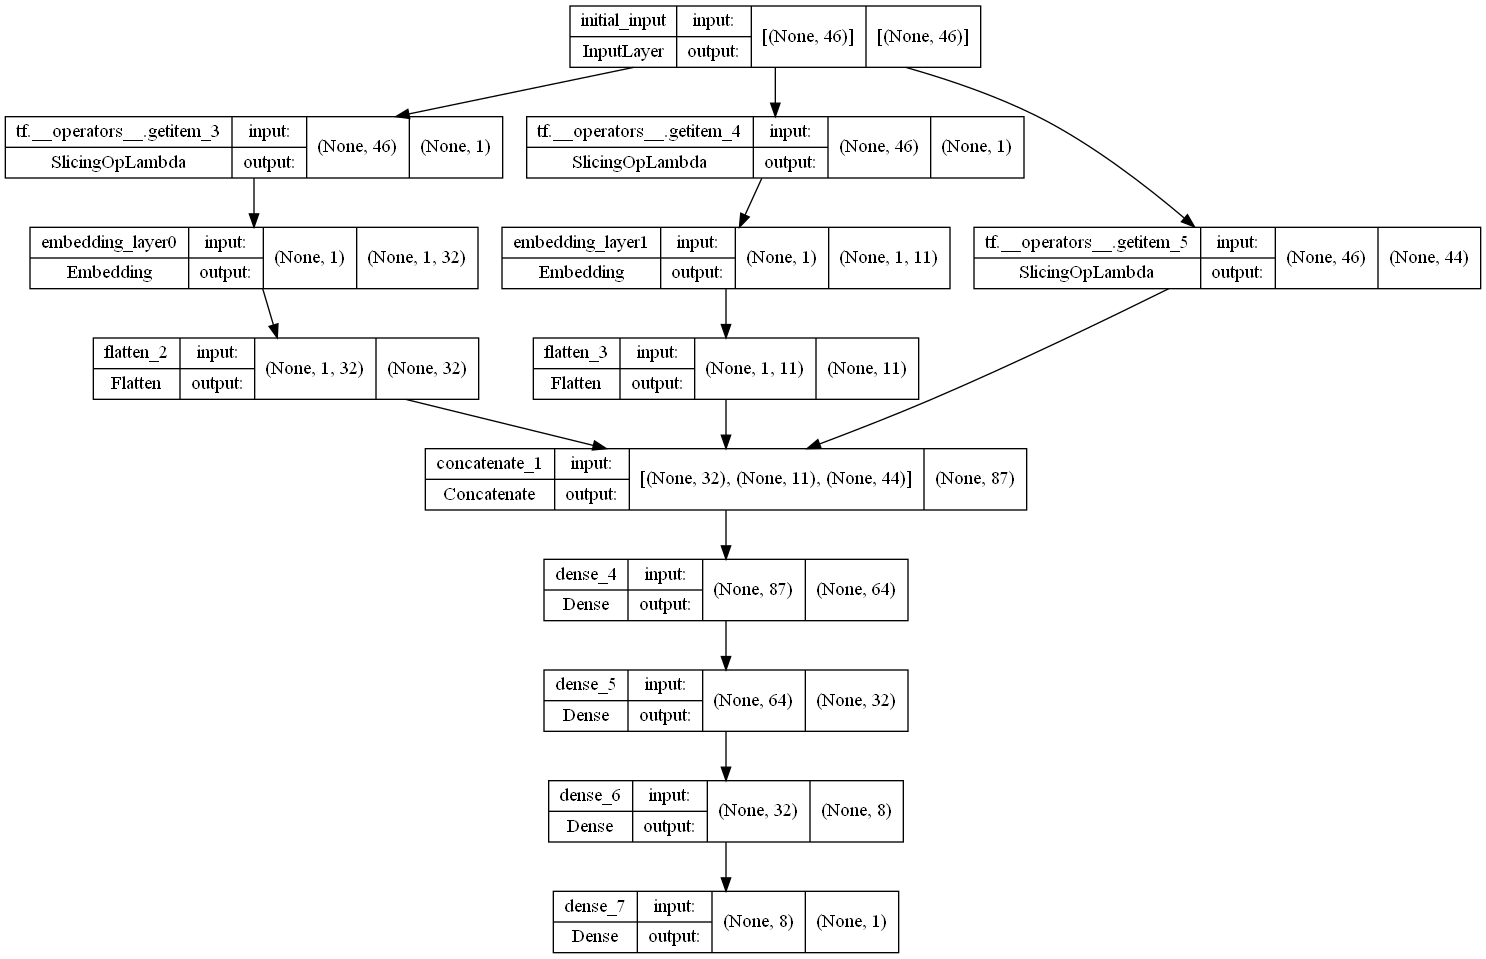 initial_input input: [(None, 46)] [(None, 46)]
InputLayer output:
tf.__operators__.getitem_3 input: (None, 46) (None, 1)
SlicingOpLambda output:
tf.__operators__.getitem_4 input: (None, 46) (None, 1)
SlicingOpLambda output:
embedding_layer0 input: (None, 1) (None, 1, 32)
Embedding output:
embedding_layer1 input: (None, 1) (None, 1, 11)
Embedding output:
tf.__operators__.getitem_5 input: (None, 46) (None, 44)
SlicingOpLambda output:
flatten_2 input: (None, 1, 32) (None, 32)
Flatten output:
flatten_3 input: (None, 1, 11) (None, 11)
Flatten output:
concatenate_1 input: [(None, 32), (None, 11), (None, 44)] (None, 87)
Concatenate output:
dense_4 input: (None, 87) (None, 64)
Dense output:
dense_5 input: (None, 64) (None, 32)
Dense output:
dense_6 input: (None, 32) (None, 8)
Dense output:
dense_7 input: (None, 8) (None, 1)
Dense output: